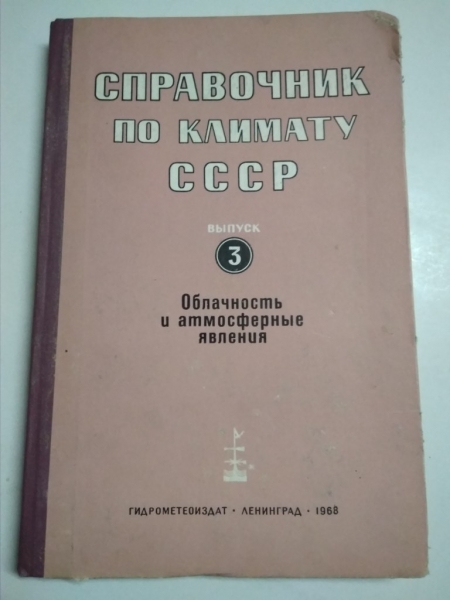 СПРАВОЧНИК
ПО КЛИМАТУ
СССР
ВЫПУСК
3
Облачность
и атмосферные
явления
ГИДРОМЕТЕОИЗДАТ · ЛЕНИНГРАД · 1968